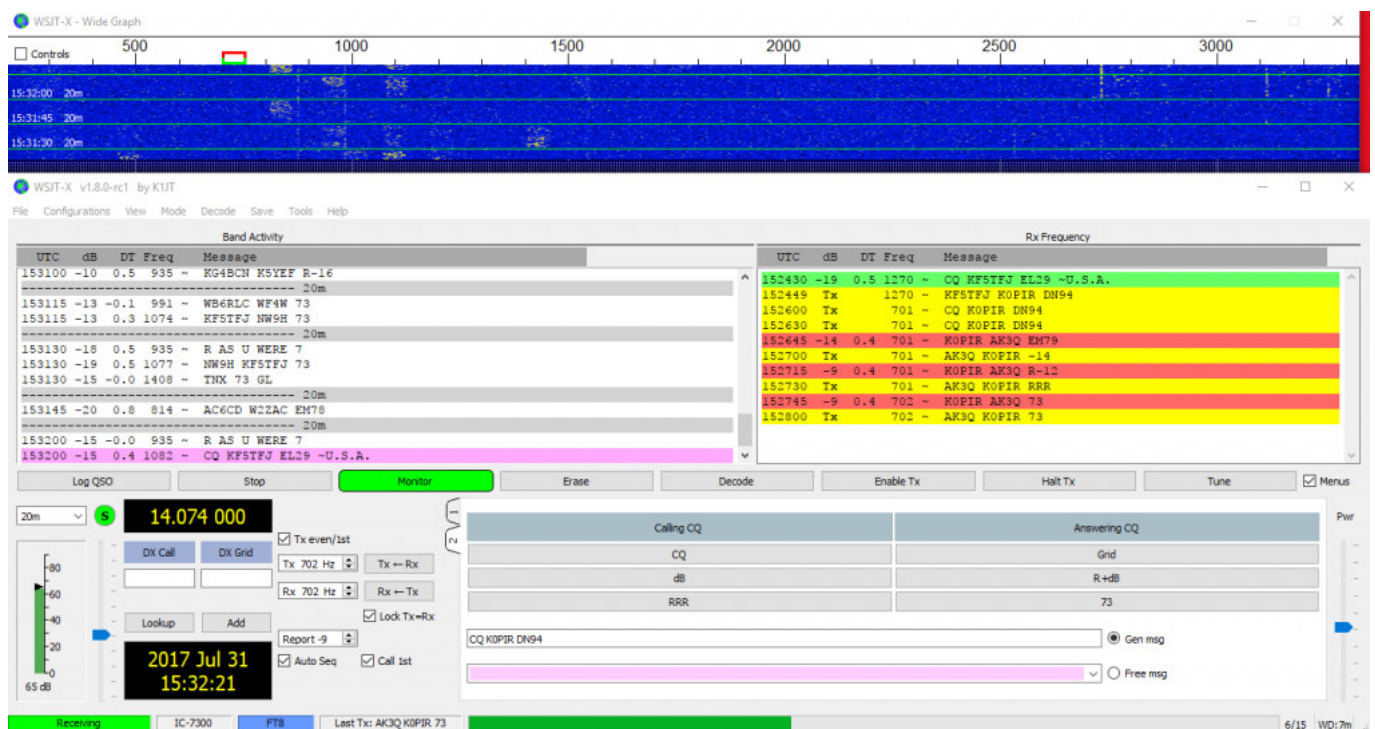 WSJT-X - Wide Graph
Controls 500 1000 1500 2000 2500 3000
15:32:00 20m
15:31:45 20m
15:31:30 20m
WSJT-X v1.8.0-rc1 by K1JT
File Configurations View Mode Decode Save Tools Help
Band Activity
UTC dB DT Freq Message
153100 -10 0.5 935 ~ KG4BCN K5YEF R-16
------------------------------------ 20m
153115 -13 -0.1 991 ~ WB6RLC WF4W 73
153115 -13 0.3 1074 ~ KF5TFJ NW9H 73
------------------------------------ 20m
153130 -18 0.5 935 ~ R AS U WERE 7
153130 -19 0.5 1077 ~ NW9H KF5TFJ 73
153130 -15 -0.0 1408 ~ TNX 73 GL
------------------------------------ 20m
153145 -20 0.8 814 ~ AC6CD W2ZAC EM78
------------------------------------ 20m
153200 -15 -0.0 935 ~ R AS U WERE 7
153200 -15 0.4 1082 ~ CQ KF5TFJ EL29 ~U.S.A.
Rx Frequency
UTC dB DT Freq Message
152430 -19 0.5 1270 ~ CQ KF5TFJ EL29 ~U.S.A.
152449 Tx 1270 ~ KF5TFJ K0PIR DN94
152600 Tx 701 ~ CQ K0PIR DN94
152630 Tx 701 ~ CQ K0PIR DN94
152645 -14 0.4 701 ~ K0PIR AK3Q EM79
152700 Tx 701 ~ AK3Q K0PIR -14
152715 -9 0.4 701 ~ K0PIR AK3Q R-12
152730 Tx 701 ~ AK3Q K0PIR RRR
152745 -9 0.4 702 ~ K0PIR AK3Q 73
152800 Tx 702 ~ AK3Q K0PIR 73
Log QSO Stop Monitor Erase Decode Enable Tx Halt Tx Tune Menus
20m S 14.074 000
DX Call DX Grid
Lookup Add
2017 Jul 31
15:32:21
80
60
40
20
0
65 dB
Tx even/1st
Tx 702 Hz Tx ← Rx
Rx 702 Hz Rx ← Tx
Lock Tx=Rx
Report -9
Auto Seq Call 1st
1
2
Calling CQ Answering CQ
CQ Grid
dB R+dB
RRR 73
CQ K0PIR DN94 Gen msg
Free msg
Pwr
Receiving IC-7300 FT8 Last Tx: AK3Q K0PIR 73 6/15 WD:7m